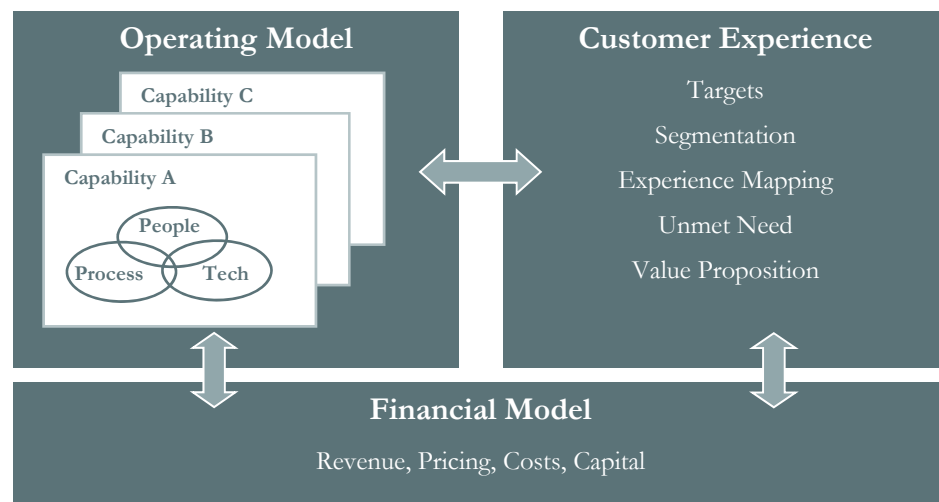 Operating Model
Capability C
Capability B
Capability A
People
Process
Tech
Customer Experience
Targets
Segmentation
Experience Mapping
Unmet Need
Value Proposition
Financial Model
Revenue, Pricing, Costs, Capital